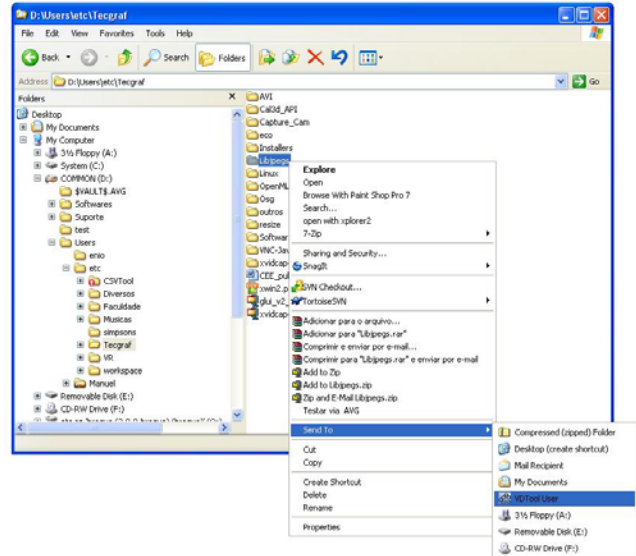 D:\Users\etc\Tecgraf
File Edit View Favorites Tools Help
Back Search Folders
Address D:\Users\etc\Tecgraf Go
Folders
Desktop
My Documents
My Computer
3½ Floppy (A:)
System (C:)
COMMON (D:)
$VAULT$.AVG
Softwares
Suporte
test
Users
enio
etc
CSVTool
Diversos
Faculdade
Musicas
simpsons
Tecgraf
VR
workspace
Manuel
Removable Disk (E:)
CD-RW Drive (F:)
AVI
Cal3d_API
Capture_Cam
eco
Installers
Libjpegs
Linux
OpenML
Osg
outros
resize
Softwar
VNC-Jav
xvidcap-
CEE_pul
xwin2.p
glui_v2_
xvidcap-
Explore
Open
Browse With Paint Shop Pro 7
Search...
open with xplorer2
7-Zip
Sharing and Security...
SnagIt
SVN Checkout...
TortoiseSVN
Adicionar para o arquivo...
Adicionar para "Libjpegs.rar"
Comprimir e enviar por e-mail...
Comprimir para "Libjpegs.rar" e enviar por e-mail
Add to Zip
Add to Libjpegs.zip
Zip and E-Mail Libjpegs.zip
Testar via AVG
Send To
Cut
Copy
Create Shortcut
Delete
Rename
Properties
Compressed (zipped) Folder
Desktop (create shortcut)
Mail Recipient
My Documents
VDTool User
3½ Floppy (A:)
Removable Disk (E:)
CD-RW Drive (F:)